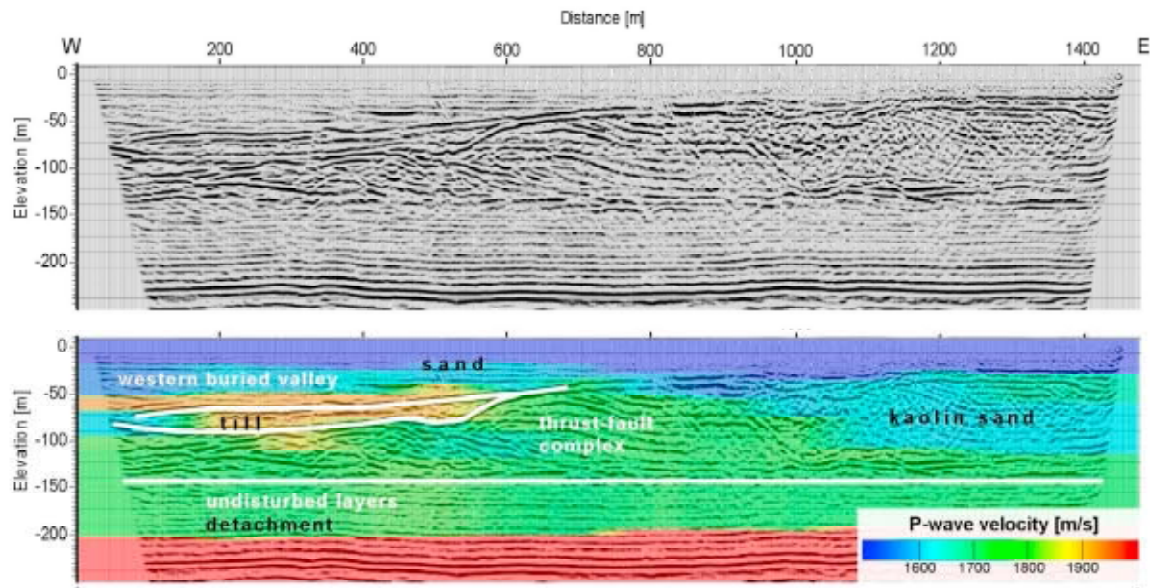 Distance [m]
W 200 400 600 800 1000 1200 1400 E
0
-50
-100
-150
-200
Elevation [m]
0
-50
-100
-150
-200
Elevation [m]
sand
western buried valley
till
thrust-fault
complex
kaolin sand
undisturbed layers
detachment
P-wave velocity [m/s]
1600 1700 1800 1900